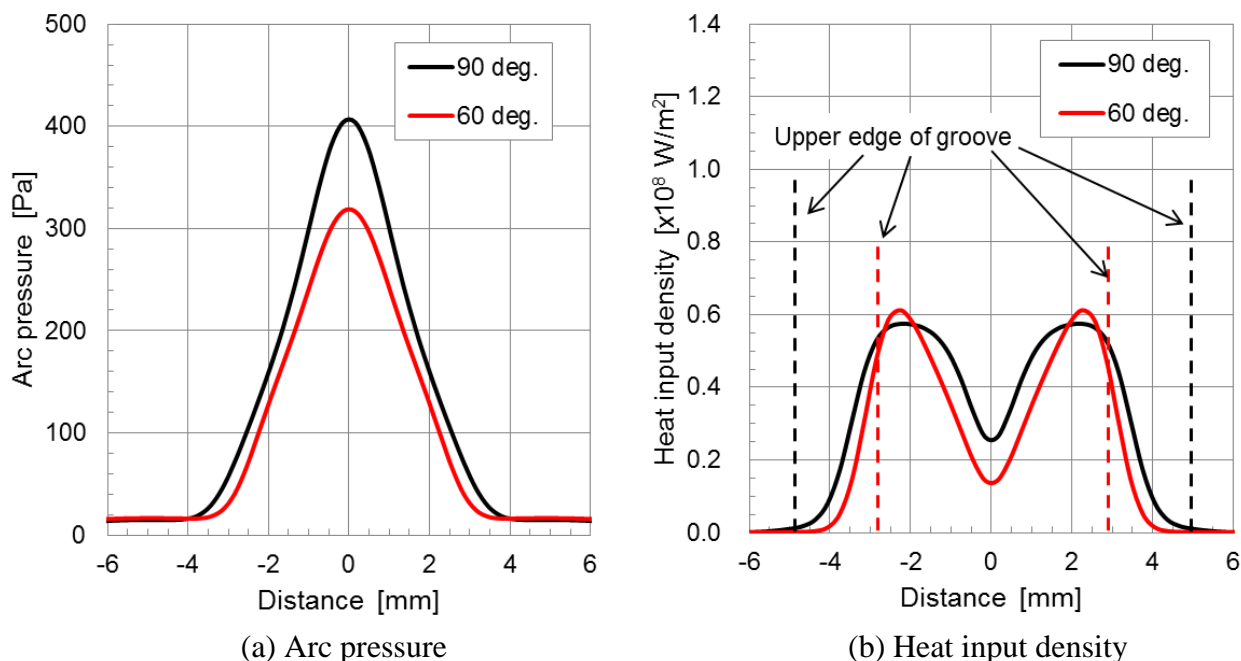 500
400
300
200
100
0
-6 -4 -2 0 2 4 6
Arc pressure [Pa]
Distance [mm]
90 deg.
60 deg.
(a) Arc pressure
1.4
1.2
1.0
0.8
0.6
0.4
0.2
0.0
-6 -4 -2 0 2 4 6
Heat input density [x10⁸ W/m²]
Distance [mm]
90 deg.
60 deg.
Upper edge of groove
(b) Heat input density